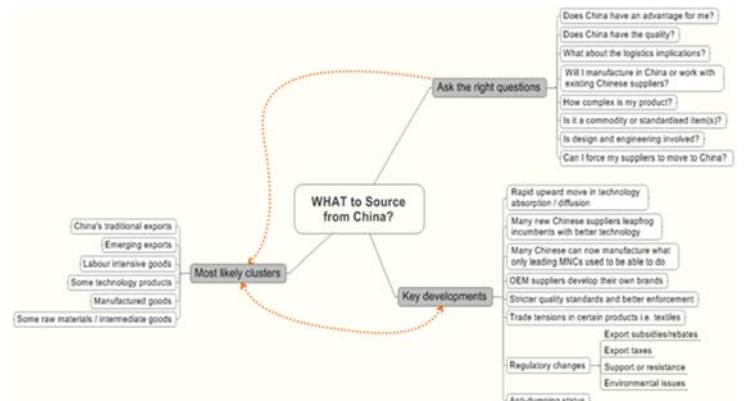 Does China have an advantage for me?
Does China have the quality?
What about the logistics implications?
Will I manufacture in China or work with
existing Chinese suppliers?
Ask the right questions
How complex is my product?
Is it a commodity or standardised item(s)?
Is design and engineering involved?
Can I force my suppliers to move to China?
WHAT to Source
from China?
China's traditional exports
Emerging exports
Labour intensive goods
Most likely clusters
Some technology products
Manufactured goods
Some raw materials / intermediate goods
Rapid upward move in technology
absorption / diffusion
Many new Chinese suppliers leapfrog
incumbents with better technology
Many Chinese can now manufacture what
only leading MNCs used to be able to do
Key developments
OEM suppliers develop their own brands
Stricter quality standards and better enforcement
Trade tensions in certain products i.e. textiles
Regulatory changes
Export subsidies/rebates
Export taxes
Support or resistance
Environmental issues
Anti-dumping status